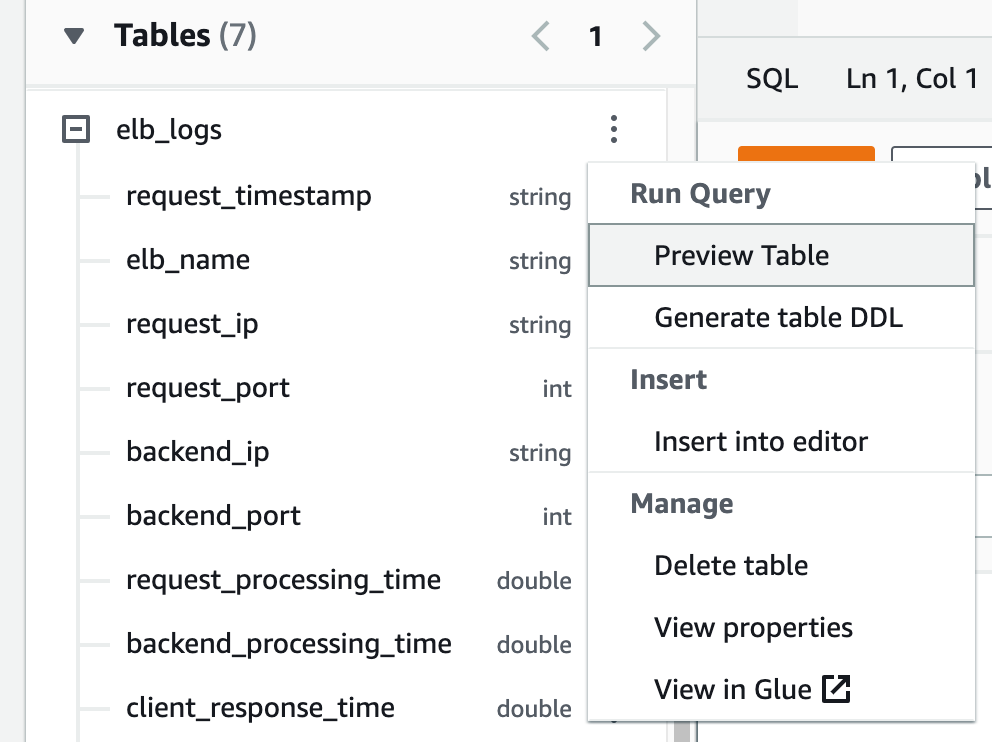 Tables (7)
1
SQL Ln 1, Col 1
elb_logs
request_timestamp string
elb_name string
request_ip string
request_port int
backend_ip string
backend_port int
request_processing_time double
backend_processing_time double
client_response_time double
Run Query
Preview Table
Generate table DDL
Insert
Insert into editor
Manage
Delete table
View properties
View in Glue